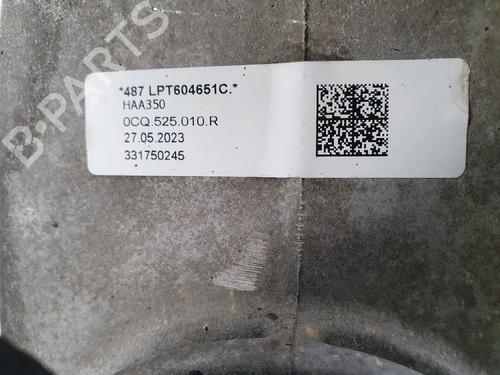 B-PARTS
*487 LPT604651C.*
HAA350
0CQ.525.010.R
27.05.2023
331750245